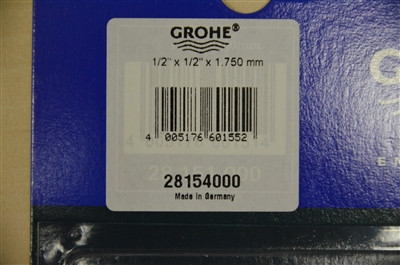 GROHE®
1/2" x 1/2" x 1.750 mm
4 005176 601552
28154000
Made in Germany